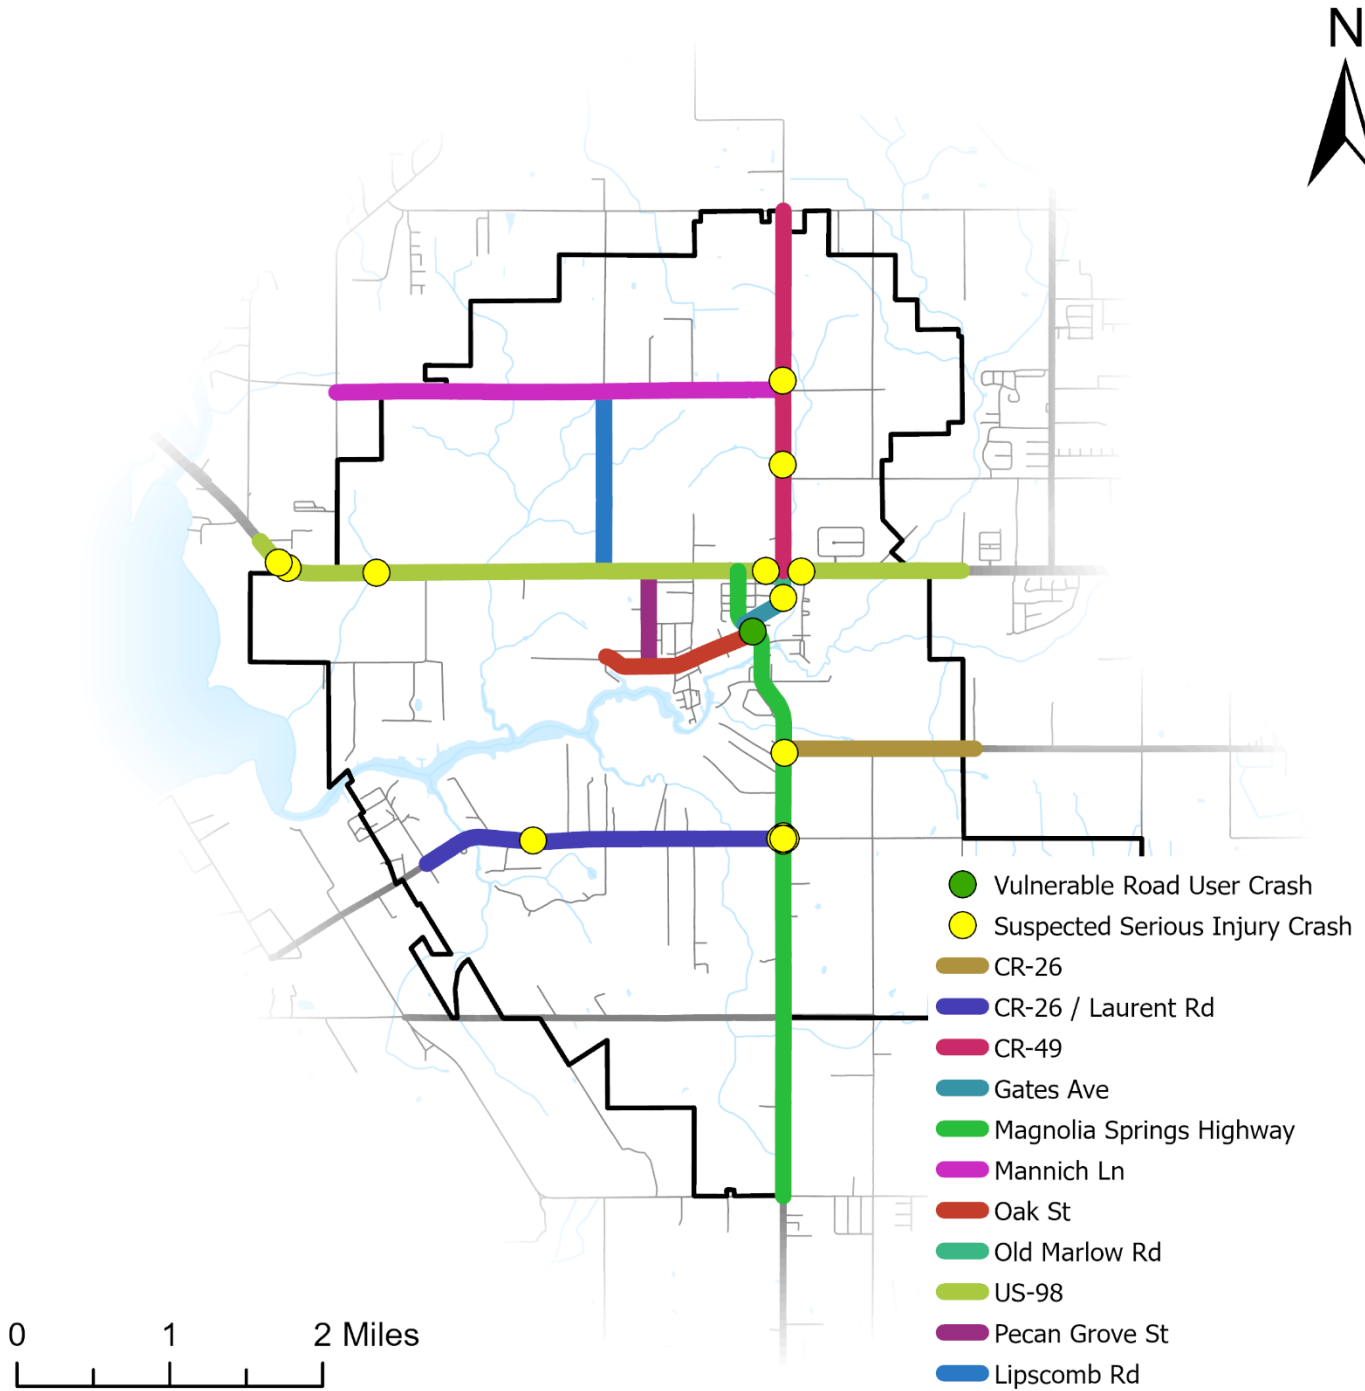 N
Vulnerable Road User Crash
Suspected Serious Injury Crash
CR-26
CR-26 / Laurent Rd
CR-49
Gates Ave
Magnolia Springs Highway
Mannich Ln
Oak St
Old Marlow Rd
US-98
Pecan Grove St
Lipscomb Rd
0 1 2 Miles